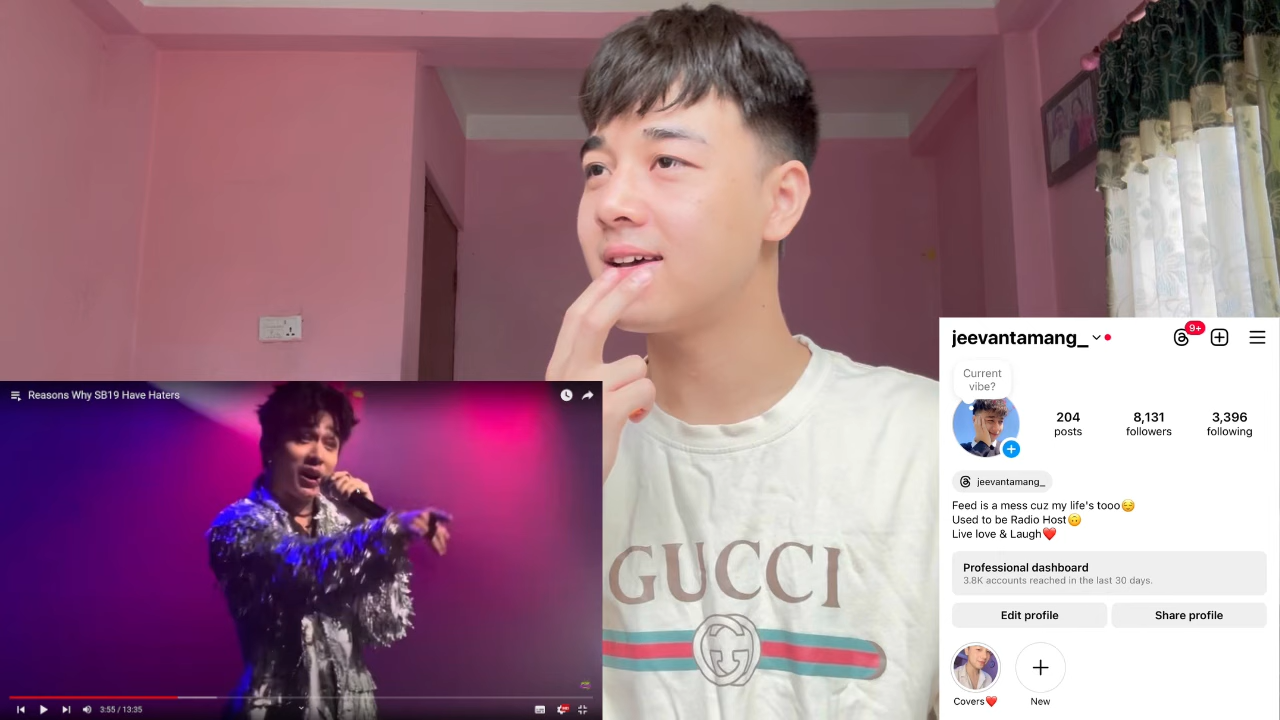 Reasons Why SB19 Have Haters
3:55 / 13:35
GUCCI
jeevantamang_
9+
Current
vibe?
204
posts
8,131
followers
3,396
following
jeevantamang_
Feed is a mess cuz my life's tooo😌
Used to be Radio Host🙃
Live love & Laugh❤️
Professional dashboard
3.8K accounts reached in the last 30 days.
Edit profile
Share profile
Covers❤️
New